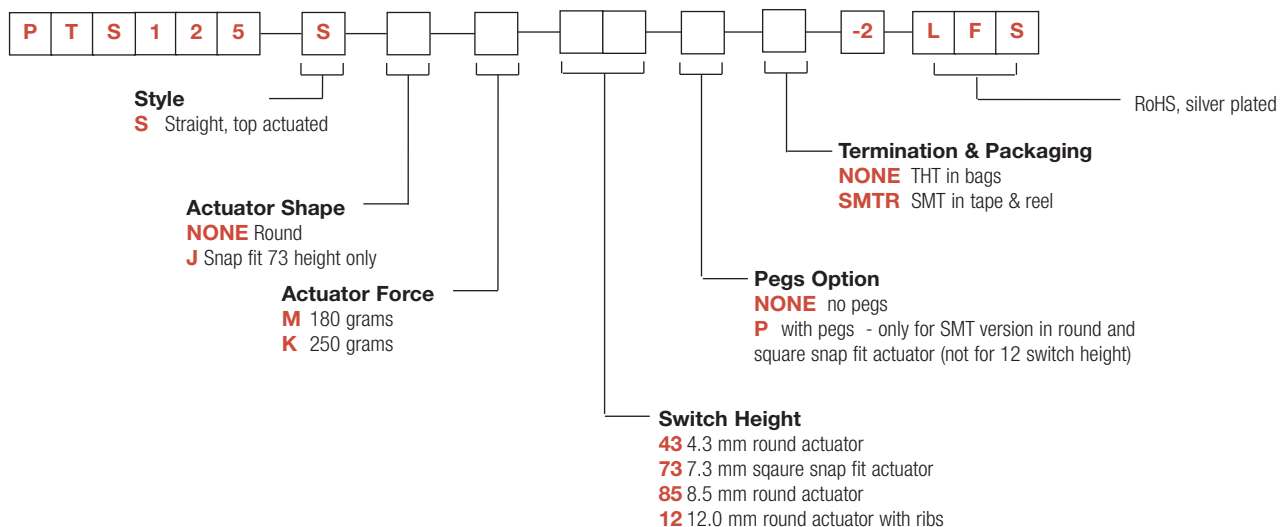 P T S 1 2 5 S -2 L F S
Style
S Straight, top actuated
RoHS, silver plated
Termination & Packaging
NONE THT in bags
SMTR SMT in tape & reel
Actuator Shape
NONE Round
J Snap fit 73 height only
Pegs Option
NONE no pegs
P with pegs - only for SMT version in round and
square snap fit actuator (not for 12 switch height)
Actuator Force
M 180 grams
K 250 grams
Switch Height
43 4.3 mm round actuator
73 7.3 mm sqaure snap fit actuator
85 8.5 mm round actuator
12 12.0 mm round actuator with ribs